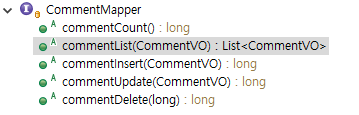 CommentMapper
commentCount() : long
commentList(CommentVO) : List<CommentVO>
commentInsert(CommentVO) : long
commentUpdate(CommentVO) : long
commentDelete(long) : long